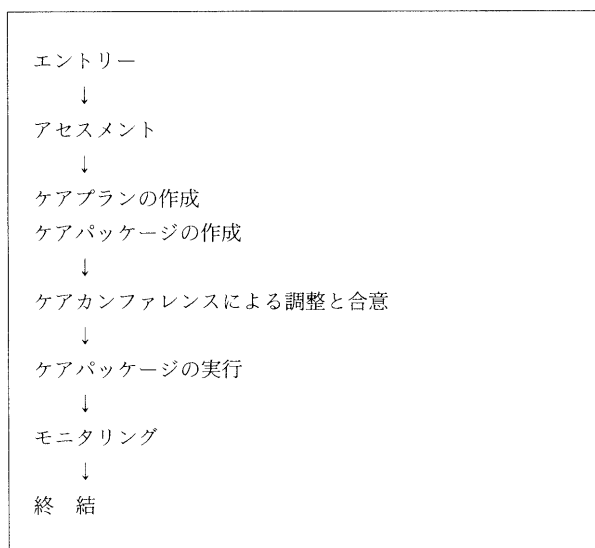 エントリー
↓
アセスメント
↓
ケアプランの作成
ケアパッケージの作成
↓
ケアカンファレンスによる調整と合意
↓
ケアパッケージの実行
↓
モニタリング
↓
終　結